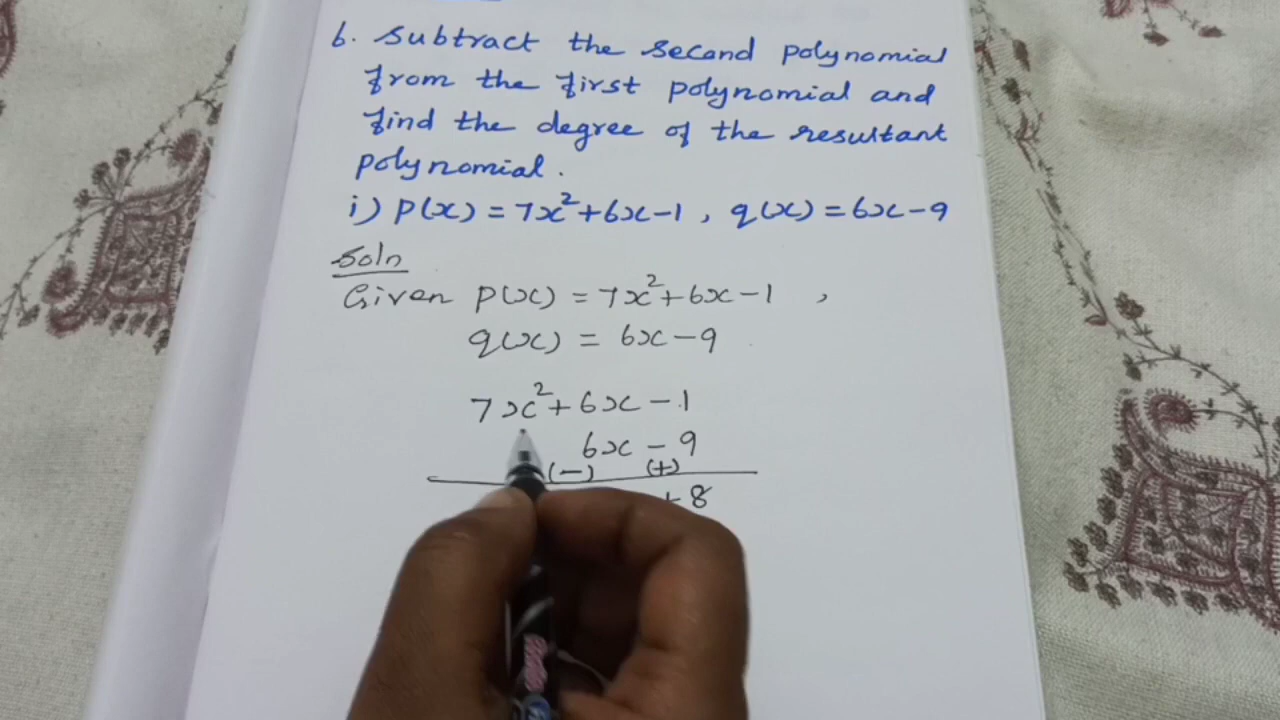 6. Subtract the second polynomial
from the first polynomial and
find the degree of the resultant
polynomial.
i) P(x) = 7x²+6x-1, q(x) = 6x-9
Soln
Given p(x) = 7x²+6x-1 ,
q(x) = 6x-9
7x²+6x-1
6x-9
(-) (+)
+8